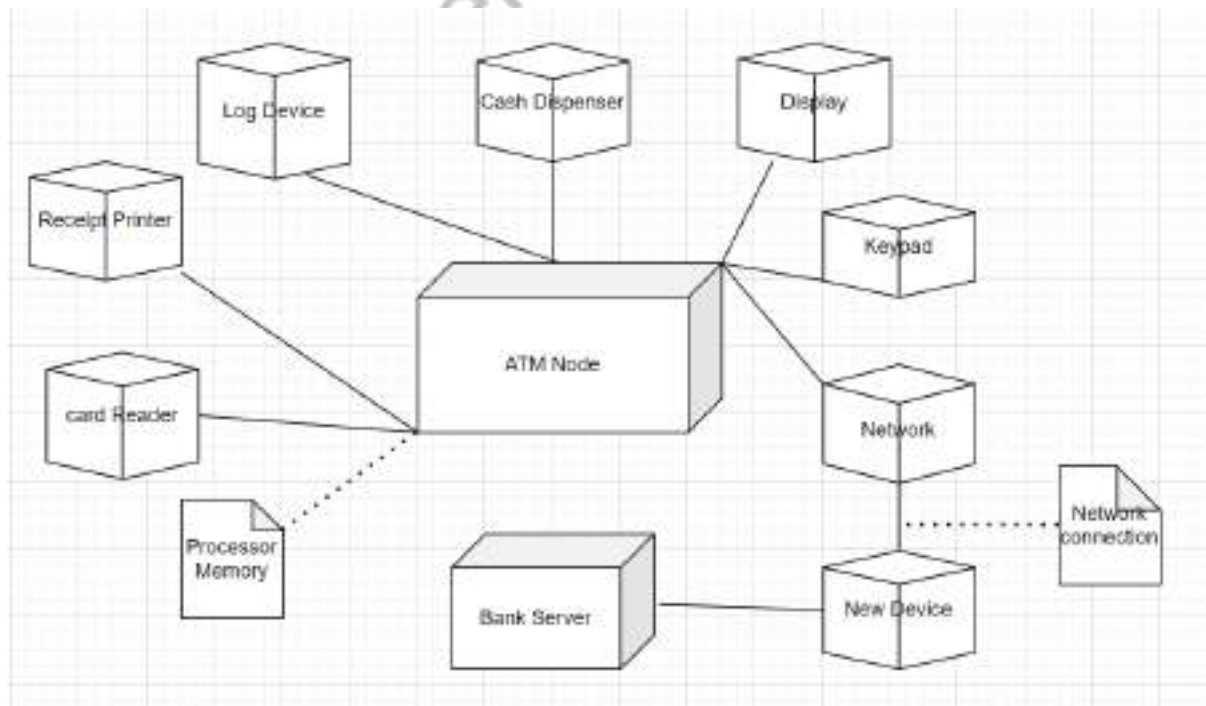 Log Device
Cash Dispenser
Display
Receipt Printer
Keypad
ATM Node
card Reader
Network
Processor
Memory
Network
connection
Bank Server
New Device